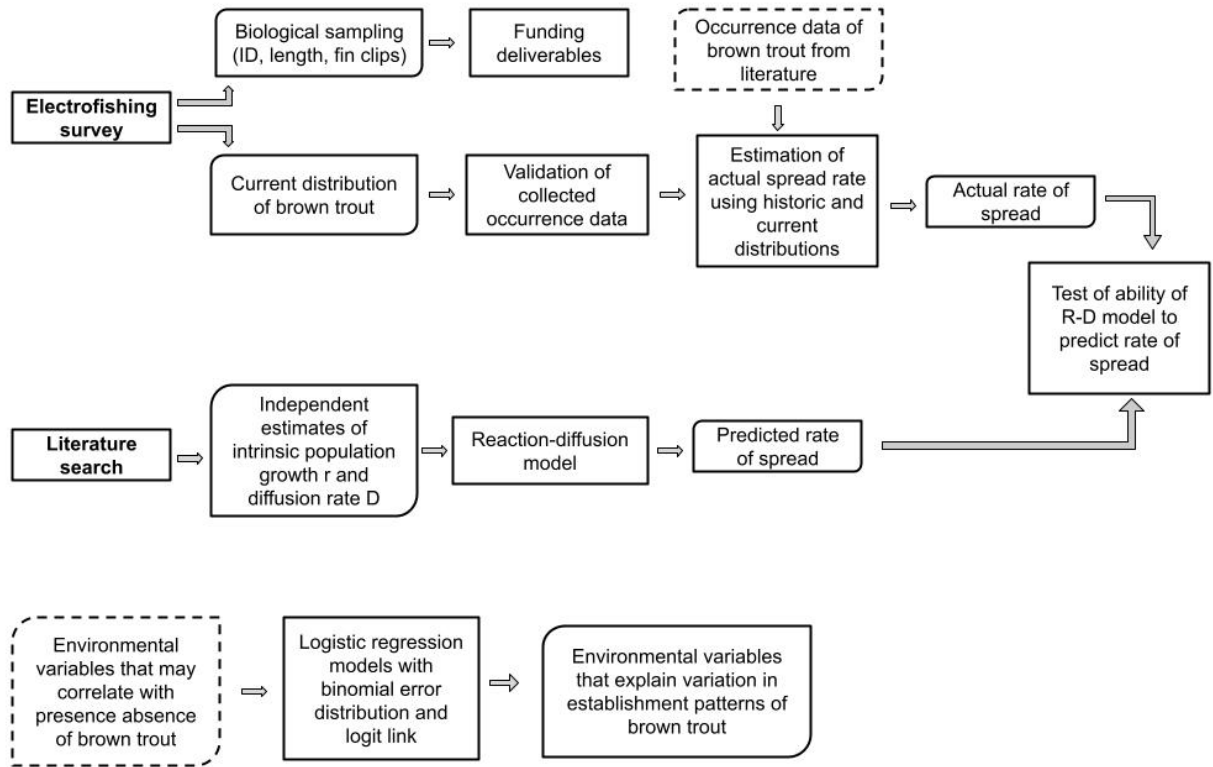 Biological sampling
(ID, length, fin clips)
Funding
deliverables
Occurrence data of
brown trout from
literature
Electrofishing
survey
Current distribution
of brown trout
Validation of
collected
occurrence data
Estimation of
actual spread rate
using historic and
current
distributions
Actual rate of
spread
Test of ability of
R-D model to
predict rate of
spread
Literature
search
Independent
estimates of
intrinsic population
growth r and
diffusion rate D
Reaction-diffusion
model
Predicted rate
of spread
Environmental
variables that may
correlate with
presence absence
of brown trout
Logistic regression
models with
binomial error
distribution and
logit link
Environmental variables
that explain variation in
establishment patterns of
brown trout